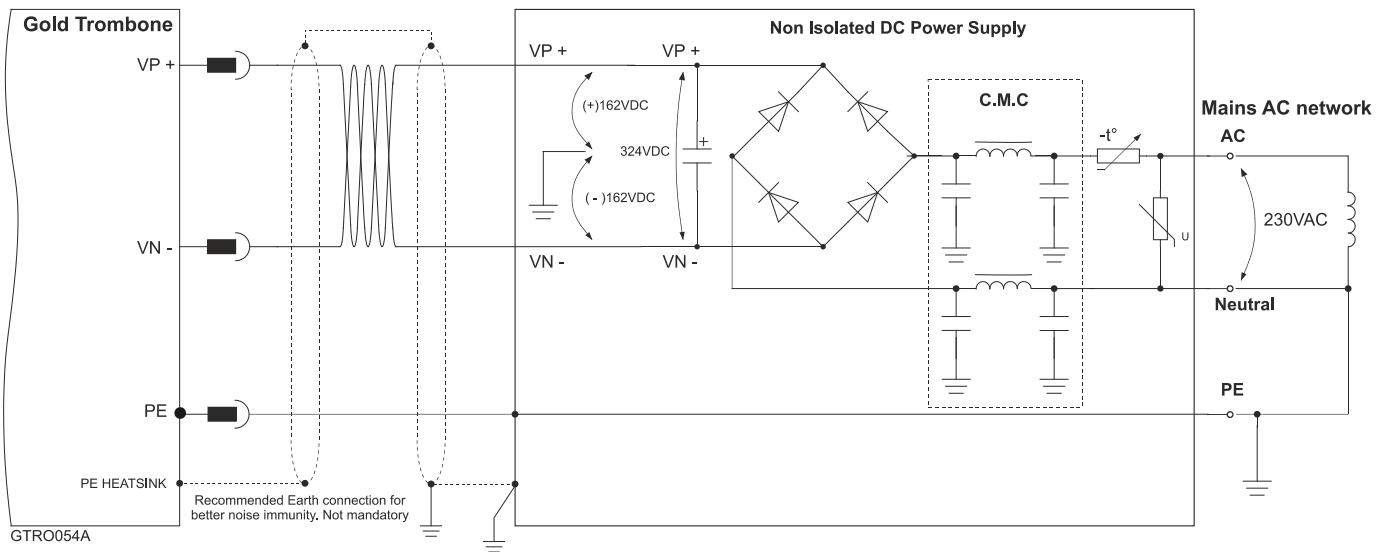 Gold Trombone
Non Isolated DC Power Supply
VP +
VP +
VP +
(+)162VDC
324VDC
+
(-)162VDC
VN -
VN -
VN -
C.M.C
-t°
U
Mains AC network
AC
230VAC
Neutral
PE
PE
PE HEATSINK
Recommended Earth connection for
better noise immunity. Not mandatory
GTRO054A